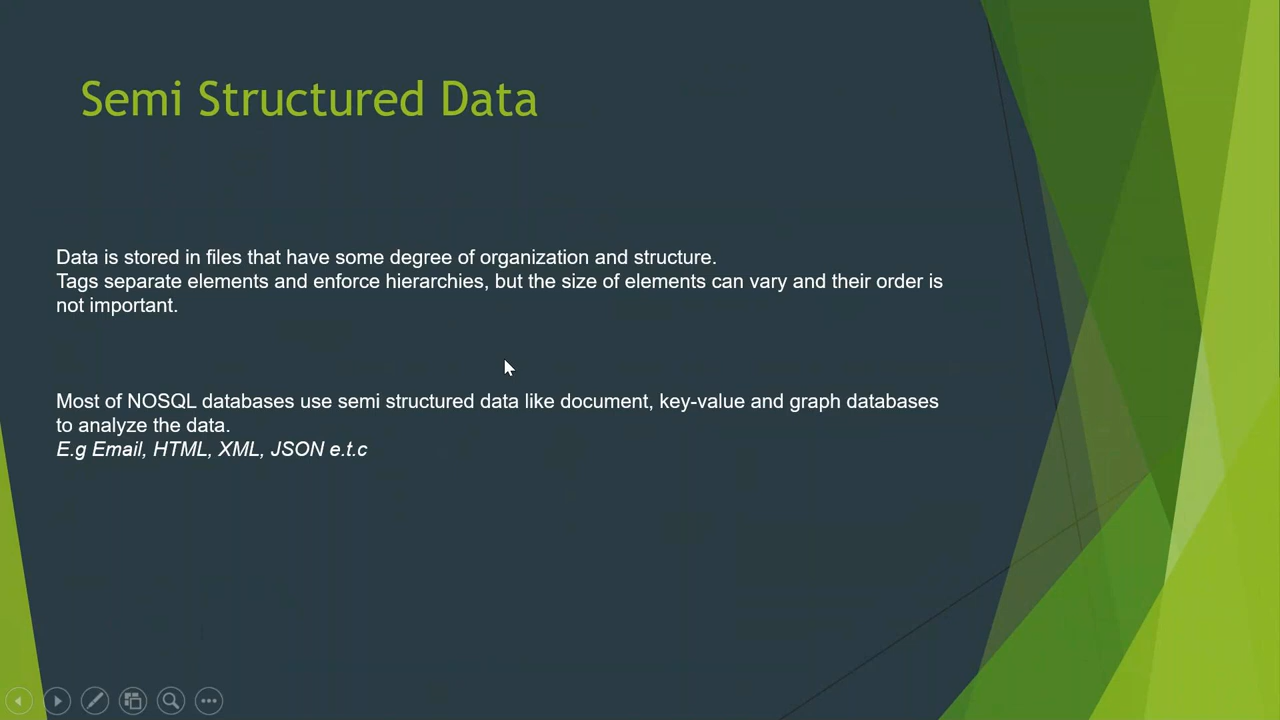 Semi Structured Data
Data is stored in files that have some degree of organization and structure.
Tags separate elements and enforce hierarchies, but the size of elements can vary and their order is
not important.
Most of NOSQL databases use semi structured data like document, key-value and graph databases
to analyze the data.
E.g Email, HTML, XML, JSON e.t.c